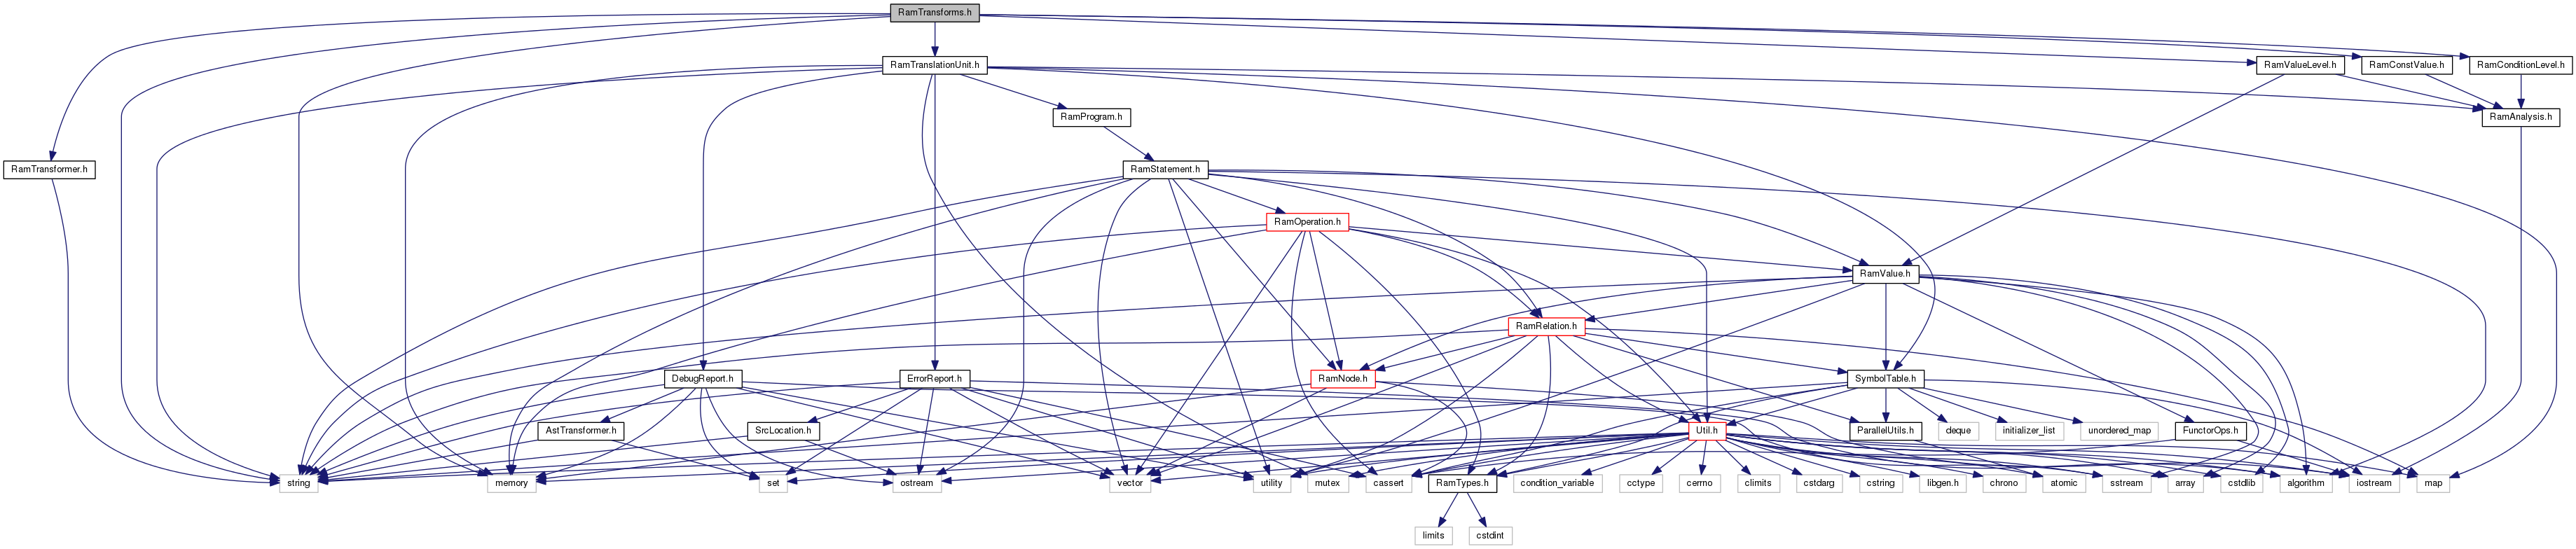 RamTransforms.h
RamTranslationUnit.h
RamValueLevel.h
RamConstValue.h
RamConditionLevel.h
RamProgram.h
RamAnalysis.h
RamTransformer.h
RamStatement.h
RamOperation.h
RamValue.h
RamRelation.h
DebugReport.h
ErrorReport.h
RamNode.h
SymbolTable.h
AstTransformer.h
SrcLocation.h
Util.h
ParallelUtils.h
deque
initializer_list
unordered_map
FunctorOps.h
string
memory
set
ostream
vector
utility
mutex
cassert
RamTypes.h
condition_variable
cctype
cerrno
climits
cstdarg
cstring
libgen.h
chrono
atomic
sstream
array
cstdlib
algorithm
iostream
map
limits
cstdint